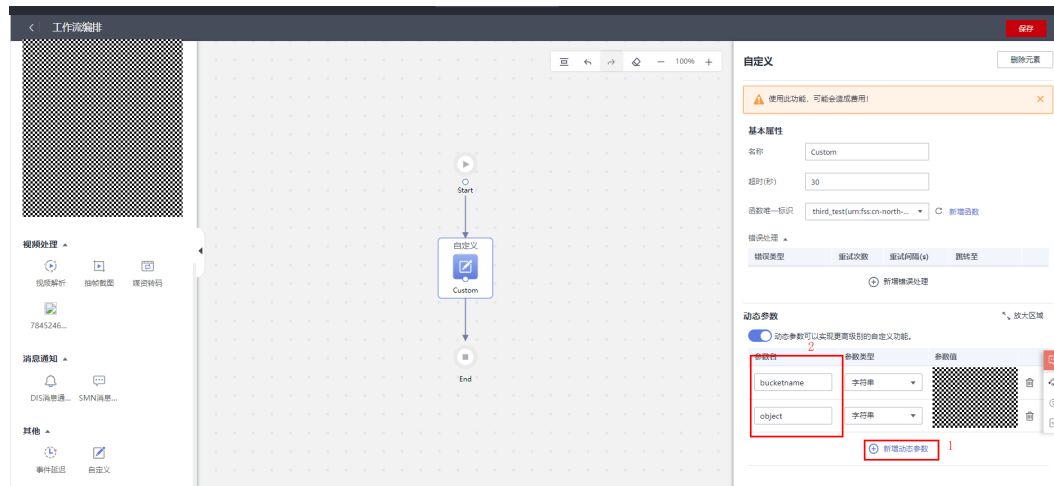 工作流编排
保存
100%
自定义
删除元素
使用此功能，可能会造成费用!
基本属性
名称
Custom
超时(秒)
30
函数唯一标识
third_test(urn:fss:cn-north-...
新增函数
错误处理
错误类型
重试次数
重试间隔(s)
跳转至
新增错误处理
动态参数
放大区域
动态参数可以实现更高级别的自定义功能。
2
参数名
参数类型
参数值
bucketname
字符串
object
字符串
新增动态参数
1
Start
自定义
Custom
End
视频处理
视频解析
抽帧截图
媒资转码
7845246...
消息通知
DIS消息通...
SMN消息...
其他
事件延迟
自定义